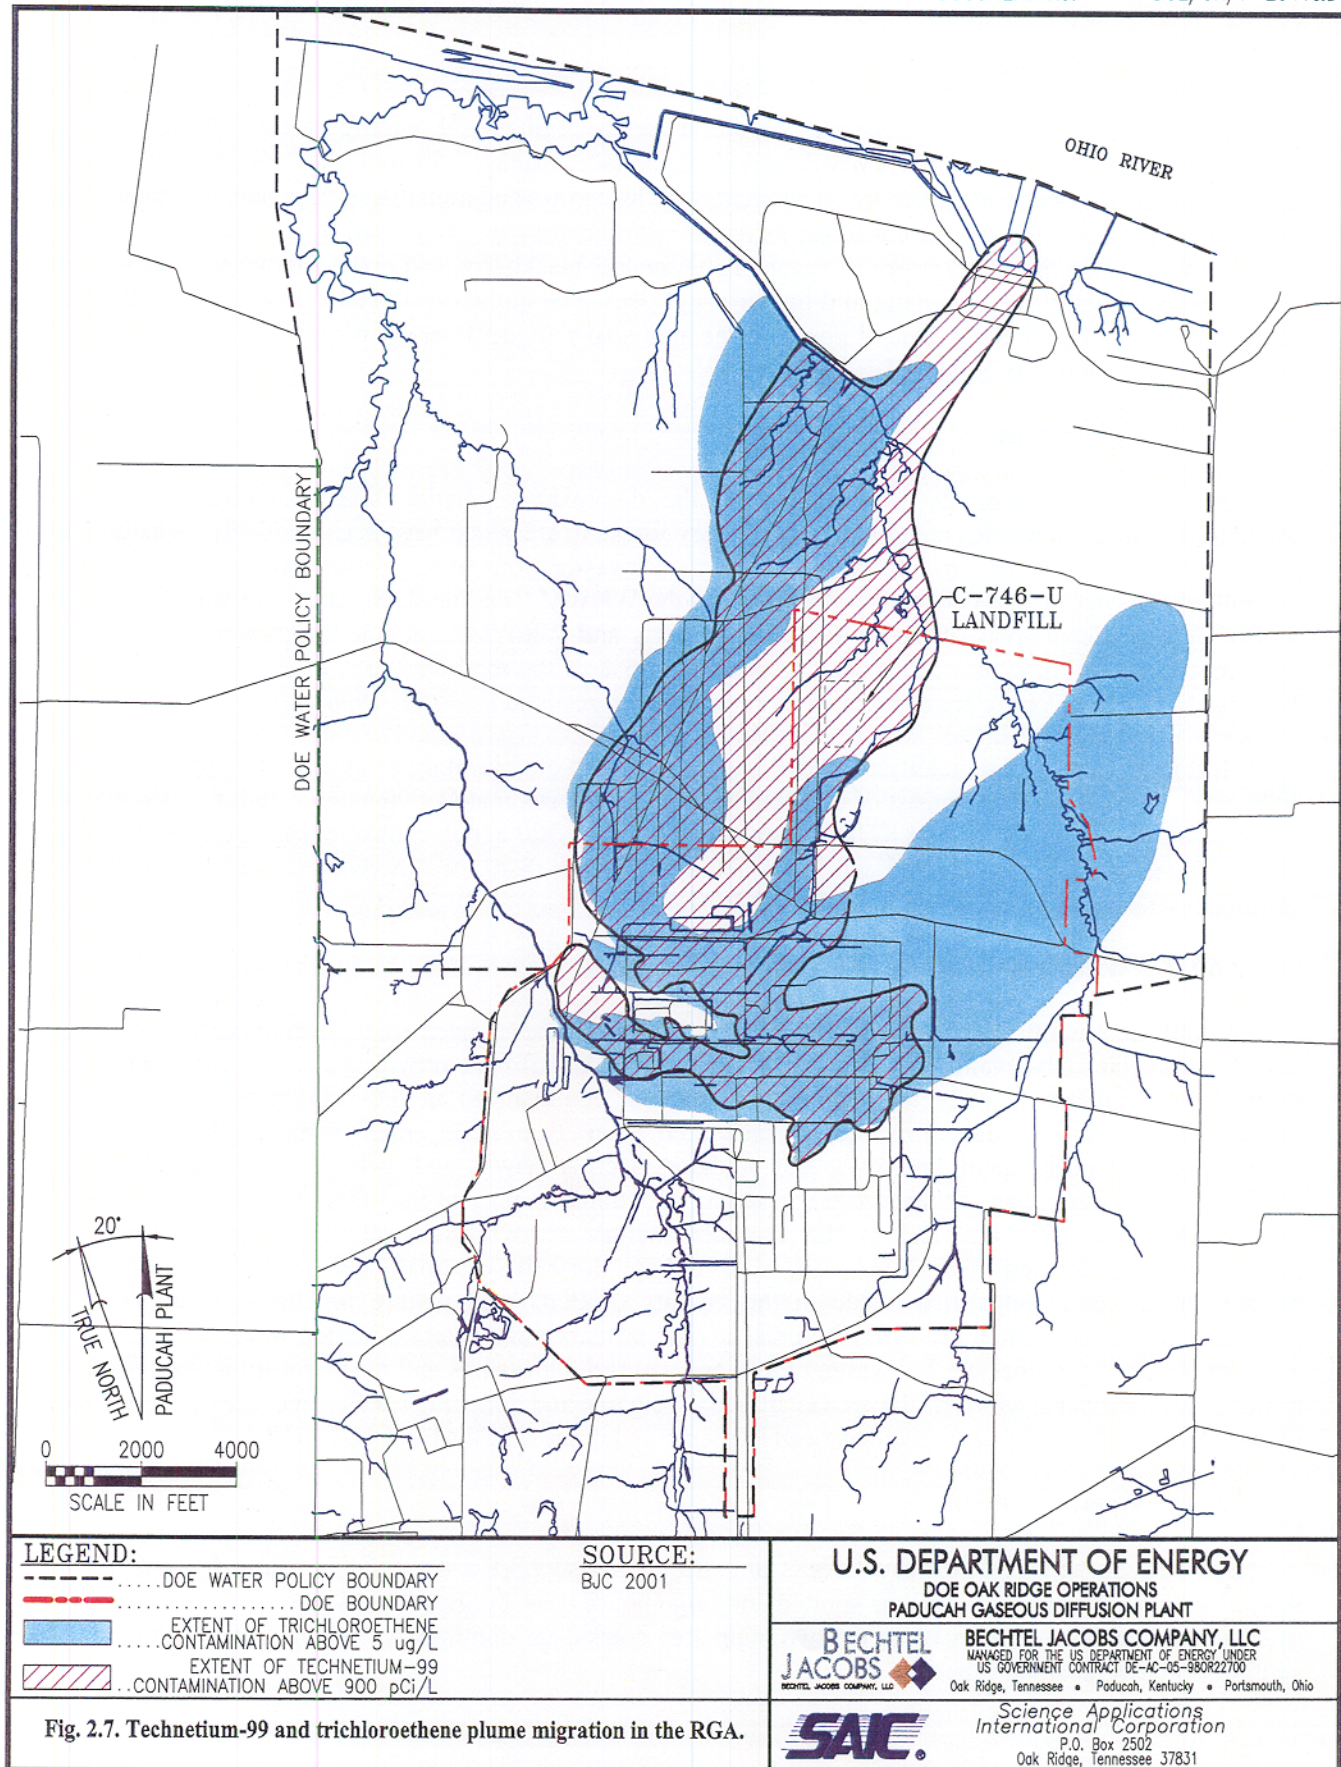 OHIO RIVER
DOE WATER POLICY BOUNDARY
C-746-U
LANDFILL
20°
TRUE NORTH
PADUCAH PLANT
0 2000 4000
SCALE IN FEET
LEGEND:
.....DOE WATER POLICY BOUNDARY
..................DOE BOUNDARY
EXTENT OF TRICHLOROETHENE
.....CONTAMINATION ABOVE 5 ug/L
EXTENT OF TECHNETIUM-99
..CONTAMINATION ABOVE 900 pCi/L
SOURCE:
BJC 2001
Fig. 2.7. Technetium-99 and trichloroethene plume migration in the RGA.
U.S. DEPARTMENT OF ENERGY
DOE OAK RIDGE OPERATIONS
PADUCAH GASEOUS DIFFUSION PLANT
BECHTEL
JACOBS
BECHTEL JACOBS COMPANY, LLC
BECHTEL JACOBS COMPANY, LLC
MANAGED FOR THE US DEPARTMENT OF ENERGY UNDER
US GOVERNMENT CONTRACT DE-AC-05-98OR22700
Oak Ridge, Tennessee • Paducah, Kentucky • Portsmouth, Ohio
SAIC.
Science Applications
International Corporation
P.O. Box 2502
Oak Ridge, Tennessee 37831